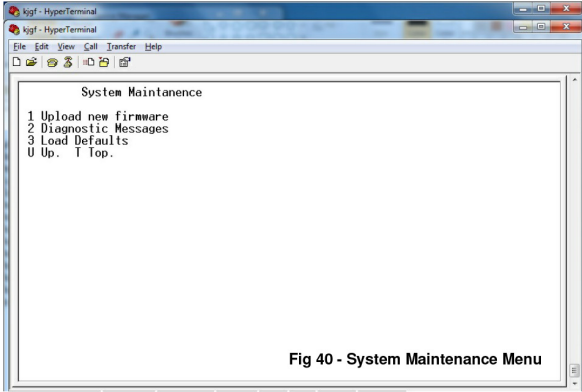 kjgf - HyperTerminal
kjgf - HyperTerminal
File Edit View Call Transfer Help
System Maintanence
1 Upload new firmware
2 Diagnostic Messages
3 Load Defaults
U Up. T Top.
Fig 40 - System Maintenance Menu